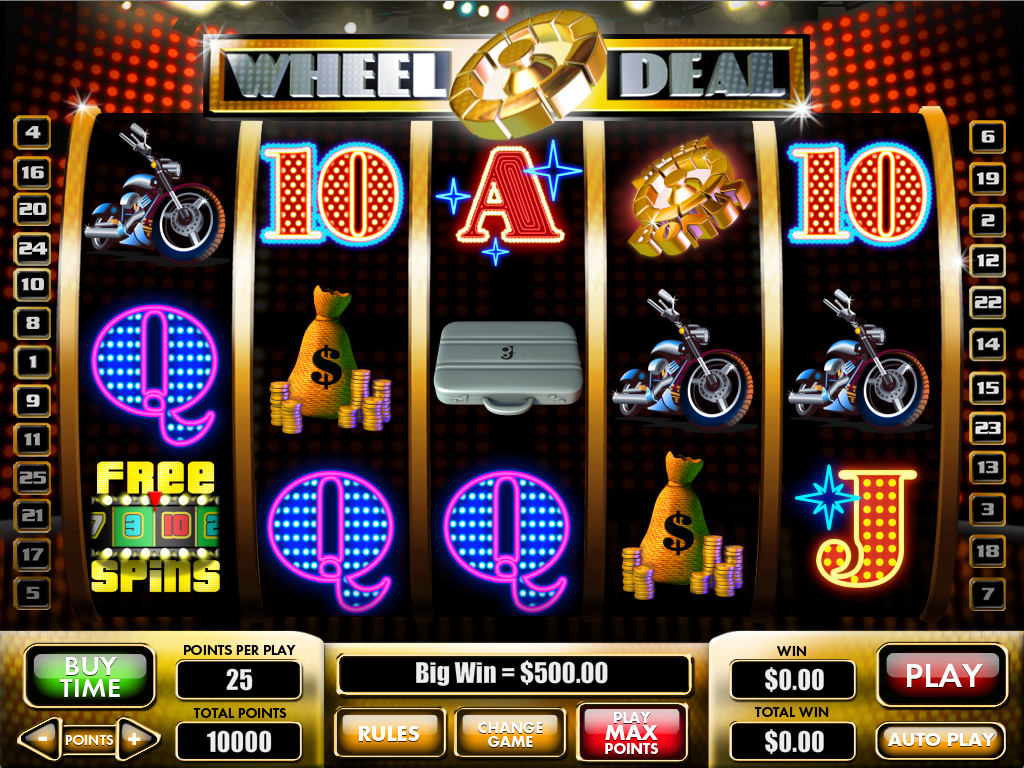 WHEEL DEAL
4
16
20
24
10
8
1
9
11
25
21
17
5
10
A
10
6
19
2
12
22
14
15
23
13
3
18
7
Q
$
FREE
7 3 10 2
SPINS
Q
Q
$
J
BUY
TIME
POINTS PER PLAY
25
TOTAL POINTS
10000
- POINTS +
Big Win = $500.00
RULES
CHANGE
GAME
PLAY
MAX
POINTS
WIN
$0.00
TOTAL WIN
$0.00
PLAY
AUTO PLAY